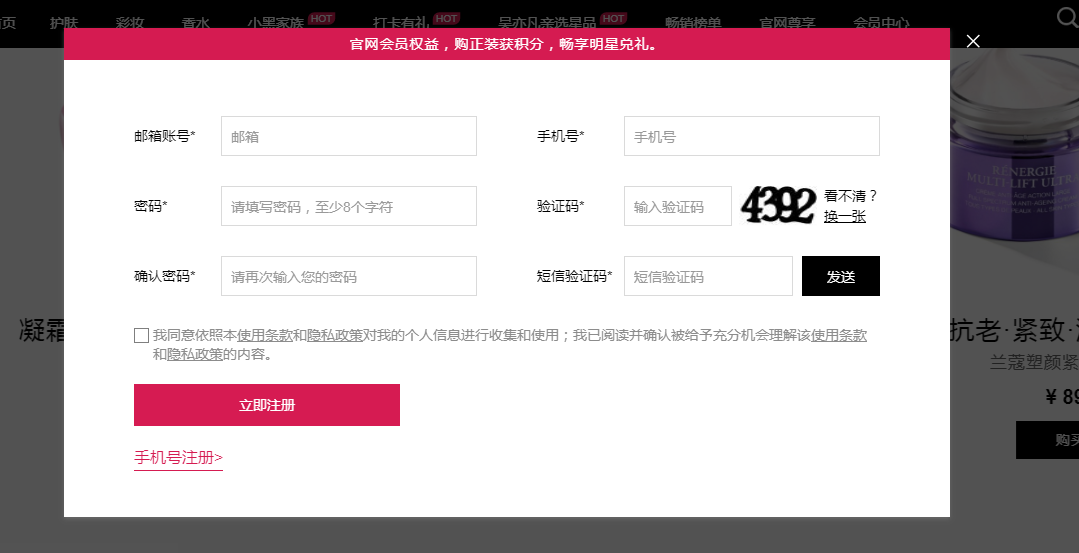 首页 护肤 彩妆 香水 小黑家族 HOT 打卡有礼 HOT 吴亦凡亲选星品 HOT 畅销榜单 官网尊享 会员中心
官网会员权益，购正装获积分，畅享明星兑礼。
邮箱账号* 邮箱 手机号* 手机号
密码* 请填写密码，至少8个字符 验证码* 输入验证码 4392 看不清？
换一张
确认密码* 请再次输入您的密码 短信验证码* 短信验证码 发送
我同意依照本使用条款和隐私政策对我的个人信息进行收集和使用；我已阅读并确认被给予充分机会理解该使用条款
和隐私政策的内容。
立即注册
手机号注册>
RÉNERGIE
MULTI-LIFT ULTRA
凝霜
抗老·紧致·
兰蔻塑颜紧
¥ 89
购买